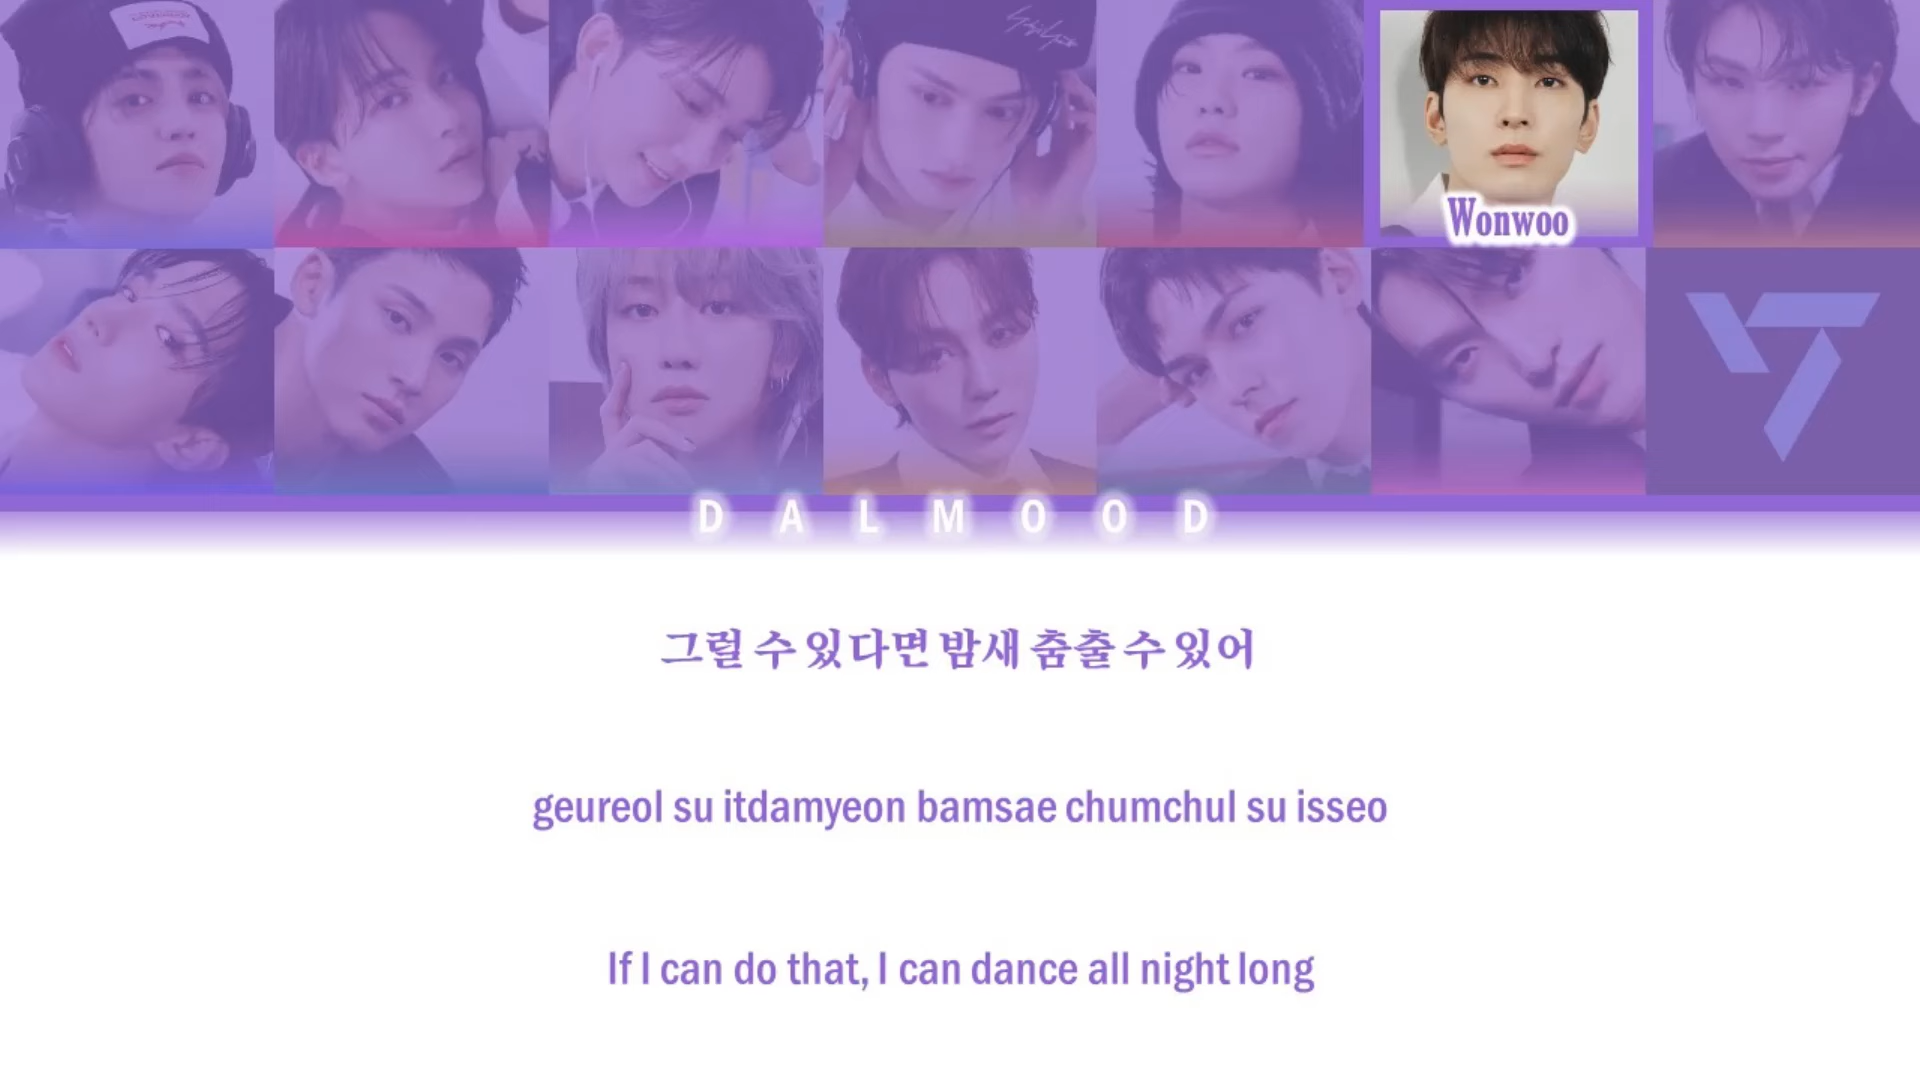 Wonwoo
DALMOOD
그럴 수 있다면 밤새 춤출 수 있어
geureol su itdamyeon bamsae chumchul su isseo
If I can do that, I can dance all night long